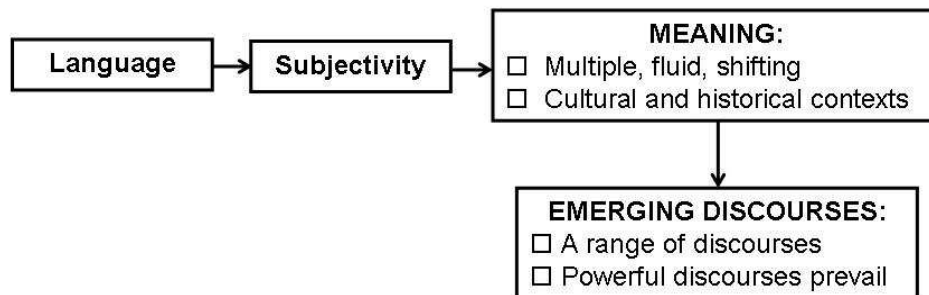 Language
Subjectivity
MEANING:
□ Multiple, fluid, shifting
□ Cultural and historical contexts
EMERGING DISCOURSES:
□ A range of discourses
□ Powerful discourses prevail